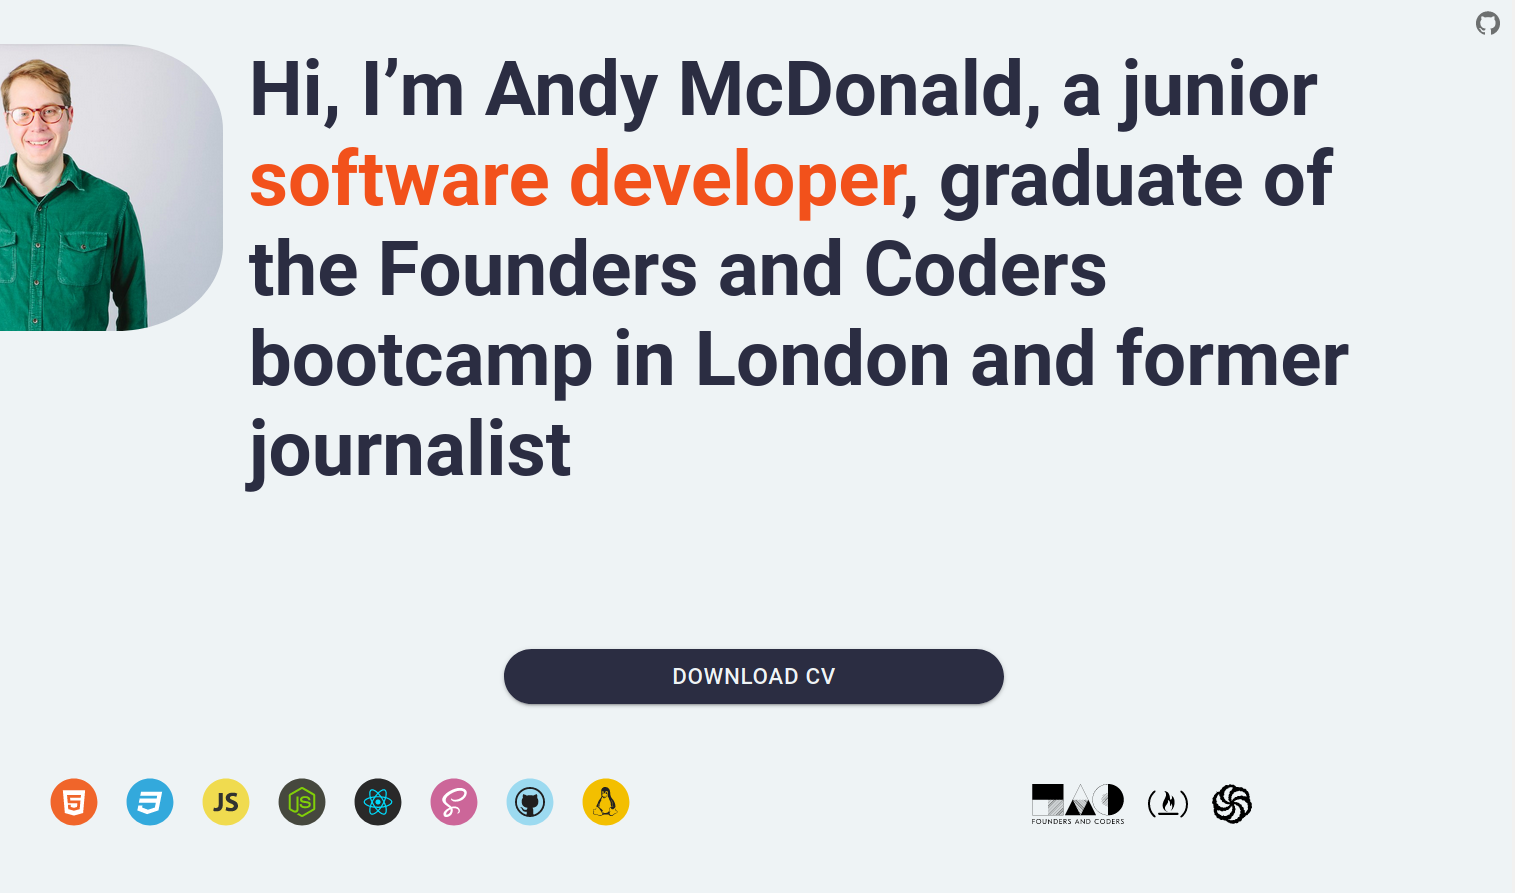 Hi, I’m Andy McDonald, a junior
software developer, graduate of
the Founders and Coders
bootcamp in London and former
journalist
DOWNLOAD CV
5
3
JS
JS
FOUNDERS AND CODERS